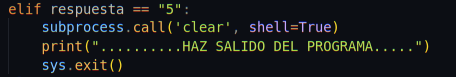 elif respuesta == "5":
    subprocess.call('clear', shell=True)
    print("..........HAZ SALIDO DEL PROGRAMA.....")
    sys.exit()